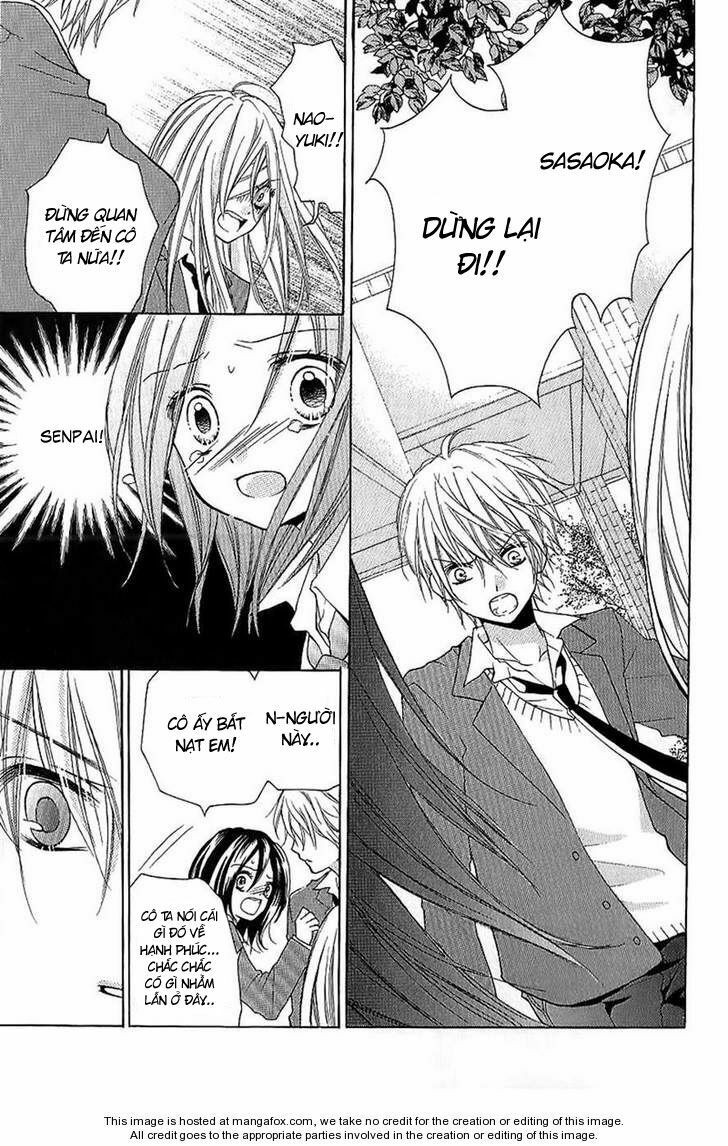 SASAOKA!
DỪNG LẠI
ĐI!!
NAO-
YUKI!!
ĐỪNG QUAN
TÂM ĐẾN CÔ
TA NỮA!!
SENPAI!
N-NGƯỜI
NÀY..
CÔ ẤY BẮT
NẠT EM!
CÔ TA NÓI CÁI
GÌ ĐÓ VỀ
HẠNH PHÚC...
CHẮC CHẮC
CÓ GÌ NHẦM
LẪN Ở ĐÂY..
This image is hosted at mangafox.com, we take no credit for the creation or editing of this image.
All credit goes to the appropriate parties involved in the creation and editing of this image.